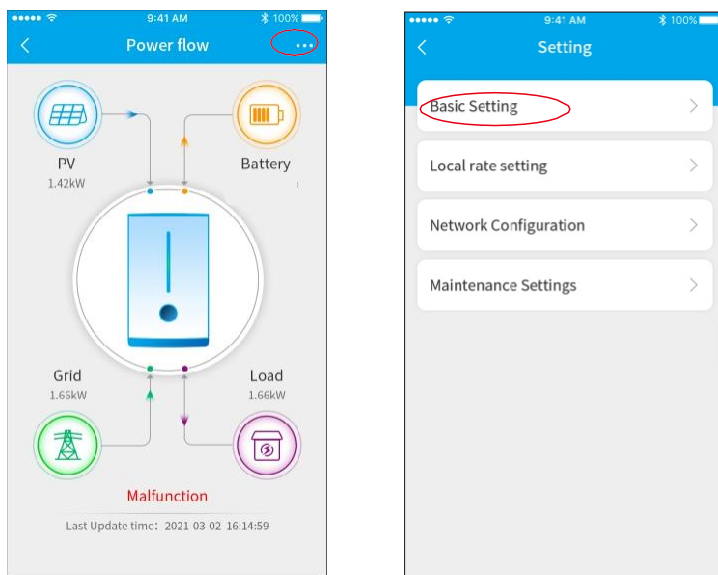 9:41 AM
100%
Power flow
PV
1.42kW
Battery
Grid
1.66kW
Load
1.66kW
Malfunction
Last Update time: 2021 03 02 16:14:59
9:41 AM
100%
Setting
Basic Setting
Local rate setting
Network Configuration
Maintenance Settings